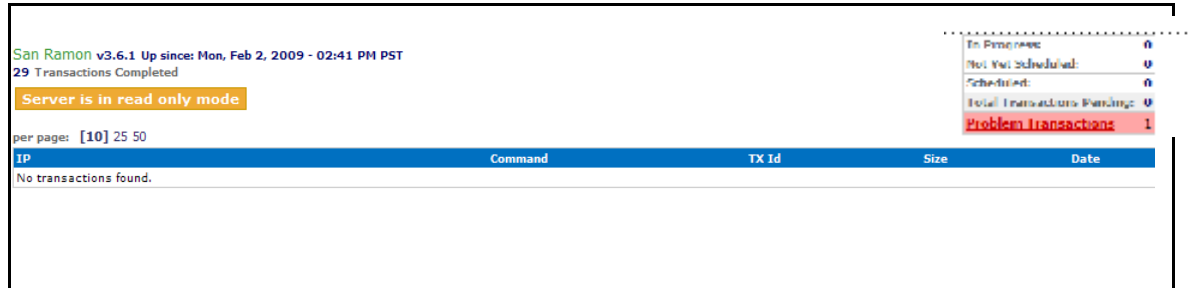 San Ramon v3.6.1 Up since: Mon, Feb 2, 2009 - 02:41 PM PST
29 Transactions Completed
Server is in read only mode
In Progress: 0
Not Yet Scheduled: 0
Scheduled: 0
Total Transactions Pending: 0
Problem Transactions 1
per page: [10] 25 50
IP Command TX Id Size Date
No transactions found.